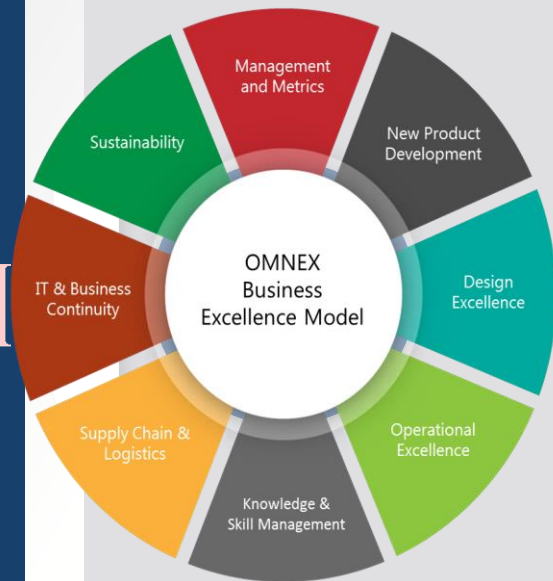 Management
and Metrics
New Product
Development
Sustainability
Design
Excellence
IT & Business
Continuity
OMNEX
Business
Excellence Model
Operational
Excellence
Supply Chain &
Logistics
Knowledge &
Skill Management